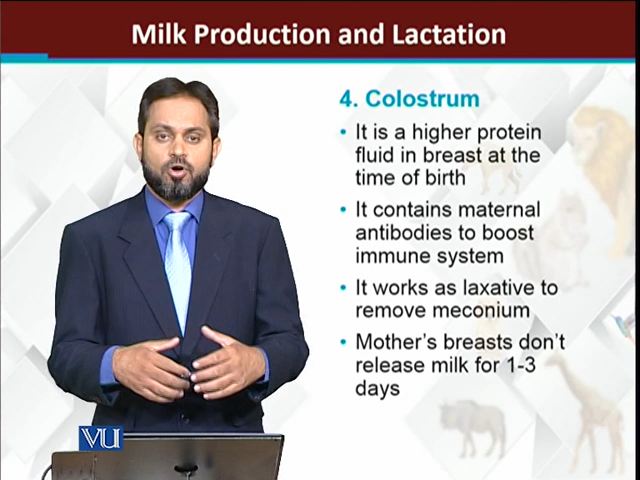 Milk Production and Lactation
4. Colostrum
• It is a higher protein
fluid in breast at the
time of birth
• It contains maternal
antibodies to boost
immune system
• It works as laxative to
remove meconium
• Mother's breasts don't
release milk for 1-3
days
VU